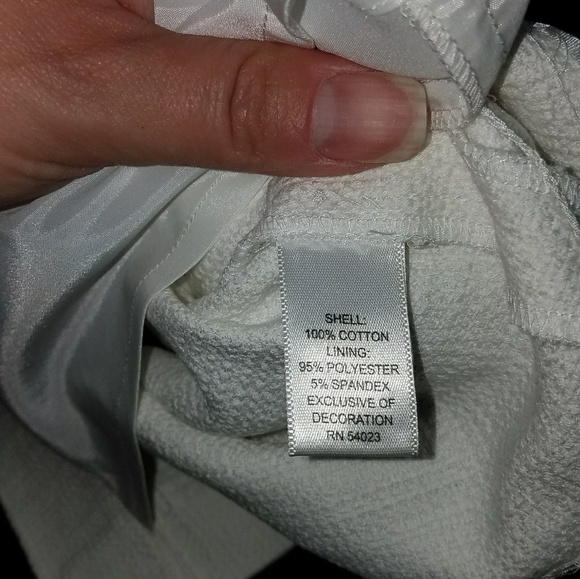 SHELL:
100% COTTON
LINING:
95% POLYESTER
5% SPANDEX
EXCLUSIVE OF
DECORATION
RN 54023